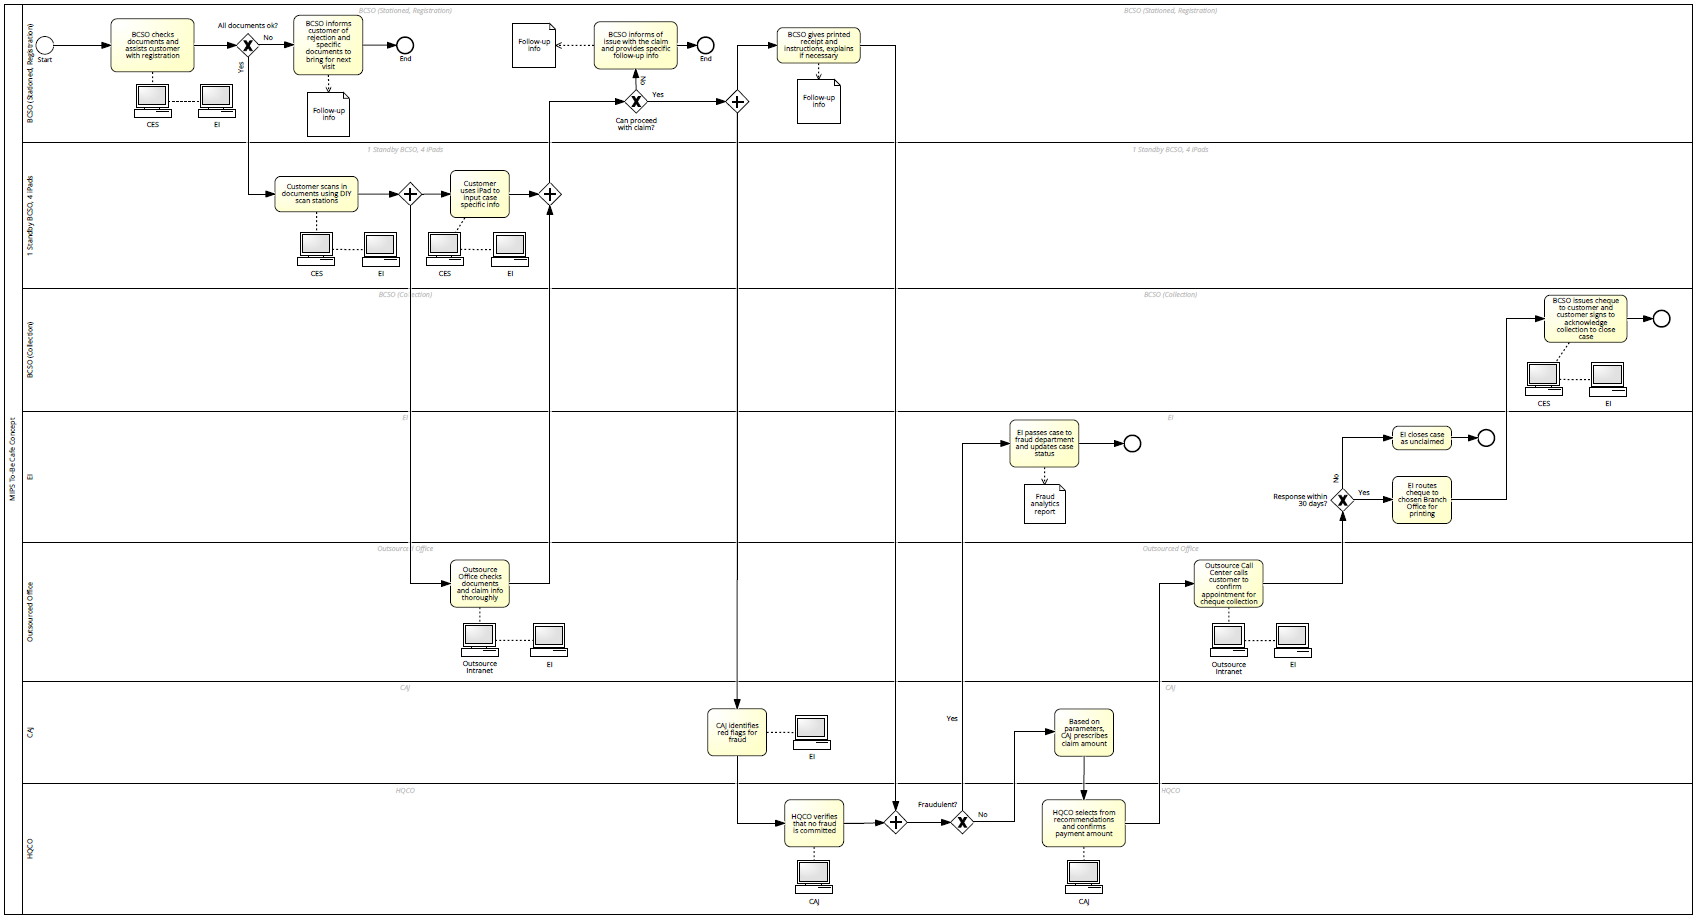 MIPS To-Be Cafe Concept
BCSO (Stationed, Registration)
BCSO (Stationed, Registration)
BCSO (Stationed, Registration)
Start
BCSO checks
documents and
assists customer
with registration
CES
EI
All documents ok?
No
Yes
BCSO informs
customer of
rejection and
specific
documents to
bring for next
visit
End
Follow-up
info
Follow-up
info
BCSO informs of
issue with the claim
and provides specific
follow-up info
End
No
Yes
Can proceed
with claim?
BCSO gives printed
receipt and
instructions, explains
if necessary
Follow-up
info
1 Standby BCSO, 4 iPads
1 Standby BCSO, 4 iPads
1 Standby BCSO, 4 iPads
Customer scans in
documents using DIY
scan stations
CES
EI
Customer
uses iPad to
input case
specific info
CES
EI
BCSO (Collection)
BCSO (Collection)
BCSO (Collection)
BCSO issues cheque
to customer and
customer signs to
acknowledge
collection to close
case
CES
EI
EI
EI
EI
EI passes case to
fraud department
and updates case
status
Fraud
analytics
report
Response within
30 days?
No
Yes
EI closes case
as unclaimed
EI routes
cheque to
chosen Branch
Office for
printing
Outsourced Office
Outsourced Office
Outsourced Office
Outsource
Office checks
documents
and claim info
thoroughly
Outsource
Intranet
EI
Outsource Call
Center calls
customer to
confirm
appointment for
cheque collection
Outsource
Intranet
EI
CAJ
CAJ
CAJ
CAJ identifies
red flags for
fraud
EI
Yes
Based on
parameters,
CAJ prescribes
claim amount
HQCO
HQCO
HQCO
HQCO verifies
that no fraud
is committed
CAJ
Fraudulent?
No
HQCO selects from
recommendations
and confirms
payment amount
CAJ